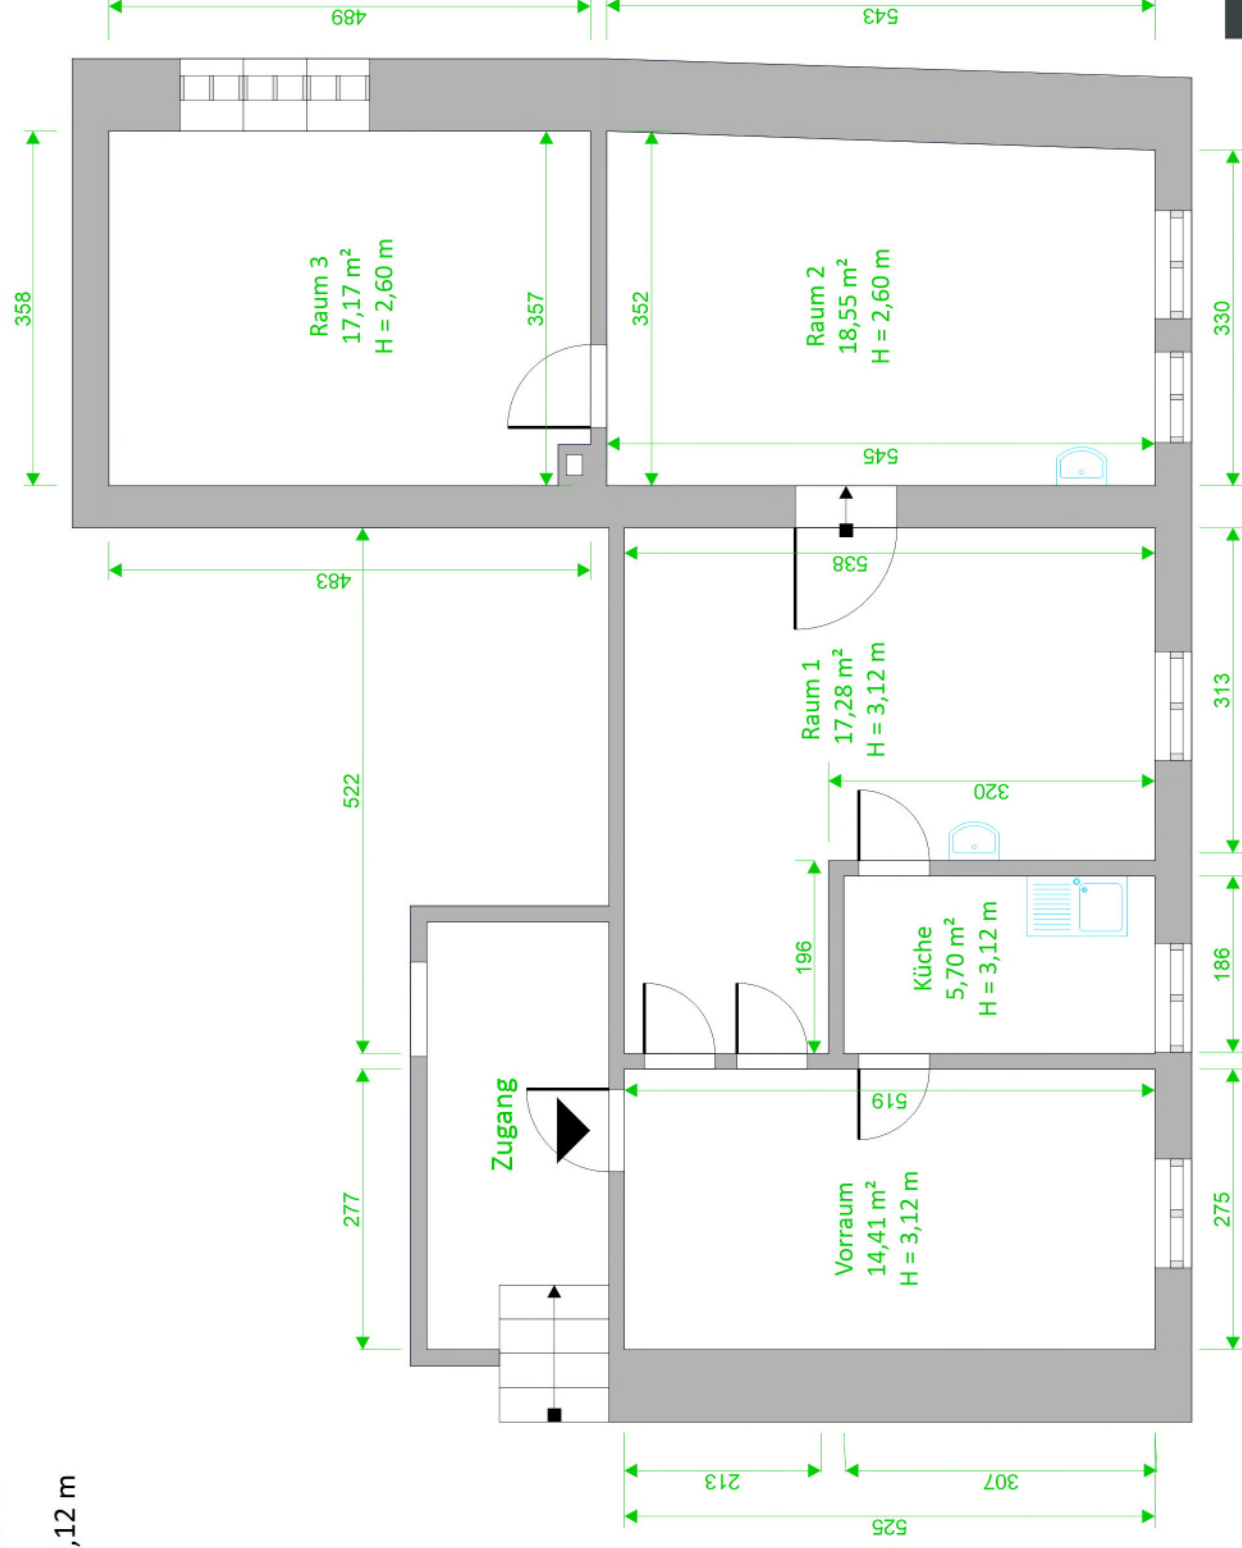 489
543
358
357
352
330
Raum 3
17,17 m²
H = 2,60 m
Raum 2
18,55 m²
H = 2,60 m
545
483
522
538
313
Raum 1
17,28 m²
H = 3,12 m
320
196
186
Küche
5,70 m²
H = 3,12 m
Zugang
519
277
275
Vorraum
14,41 m²
H = 3,12 m
213
307
525
,12 m